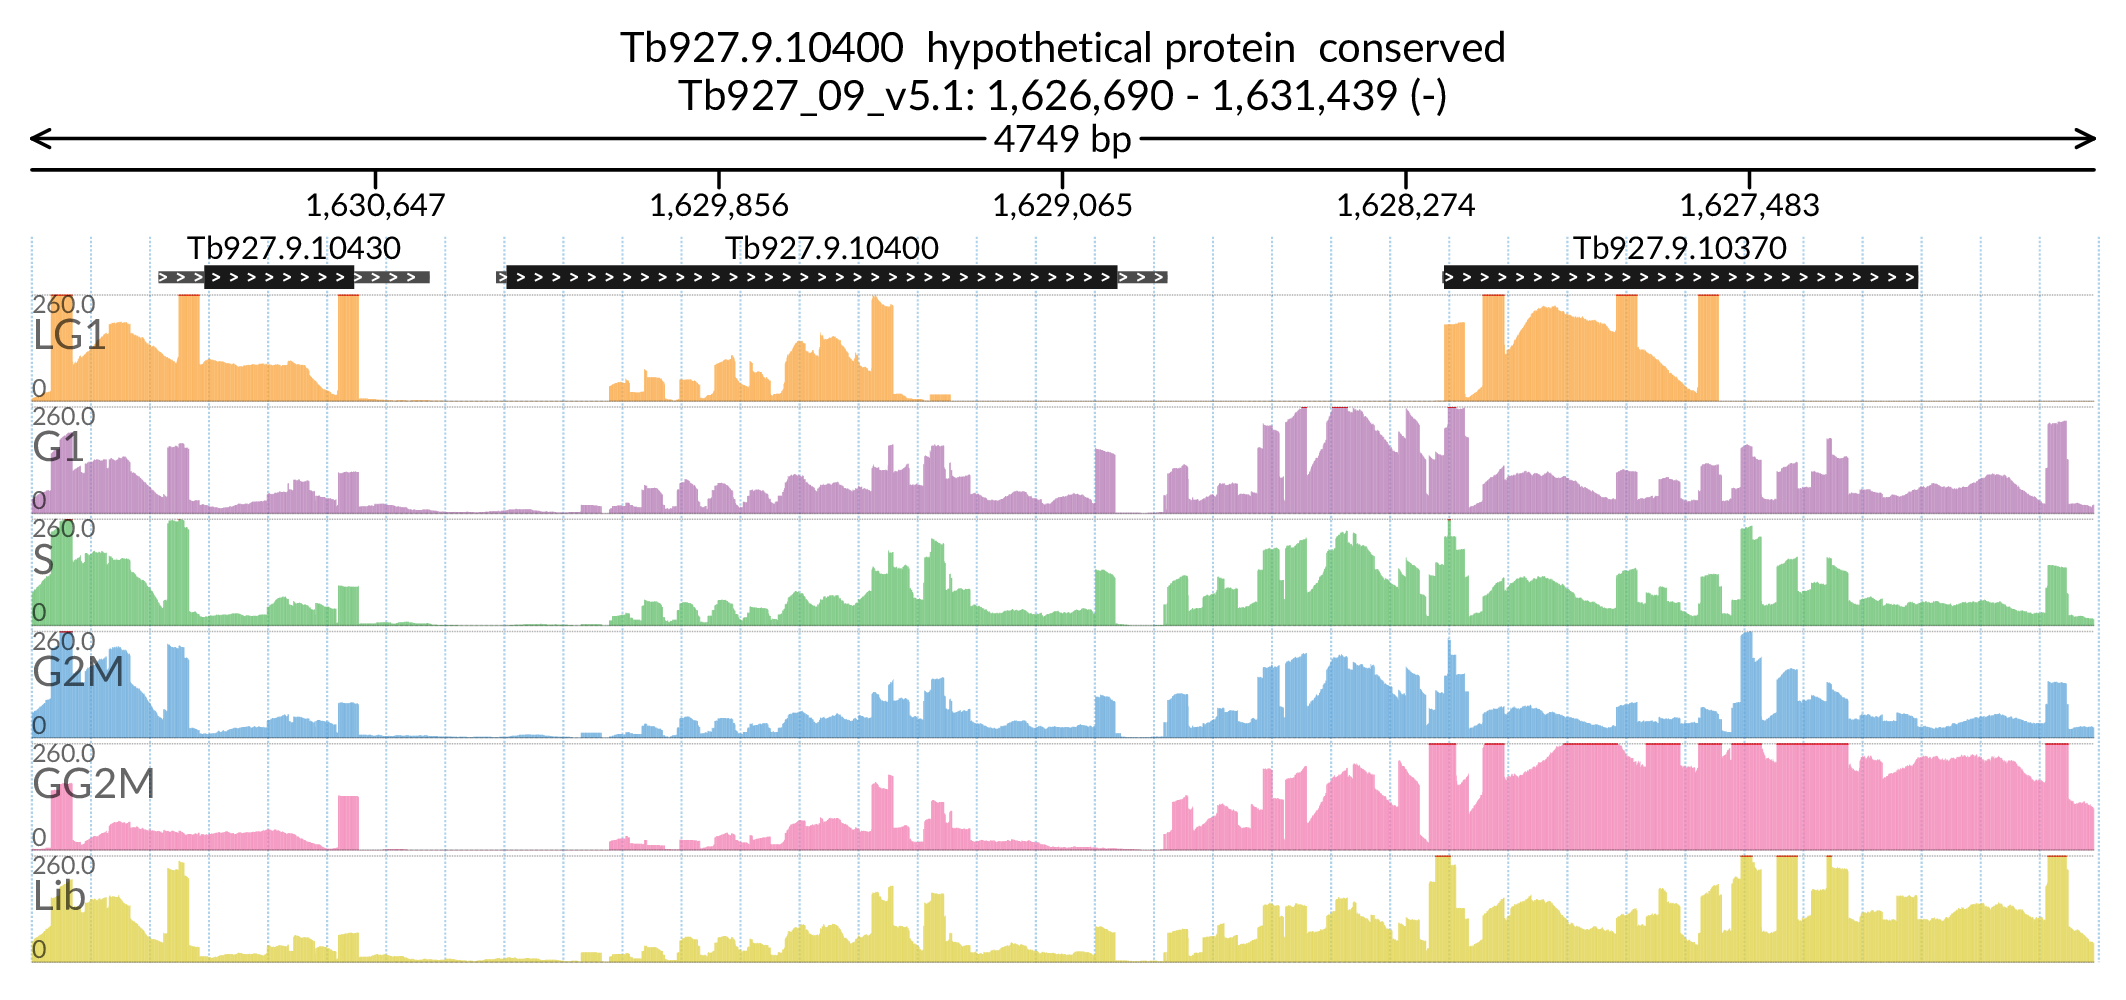 Tb927.9.10400  hypothetical protein  conserved
Tb927_09_v5.1: 1,626,690 - 1,631,439 (-)
4749 bp
1,630,647 1,629,856 1,629,065 1,628,274 1,627,483
Tb927.9.10430 Tb927.9.10400 Tb927.9.10370
260.0
LG1
0
260.0
G1
0
260.0
S
0
260.0
G2M
0
260.0
GG2M
0
260.0
Lib
0